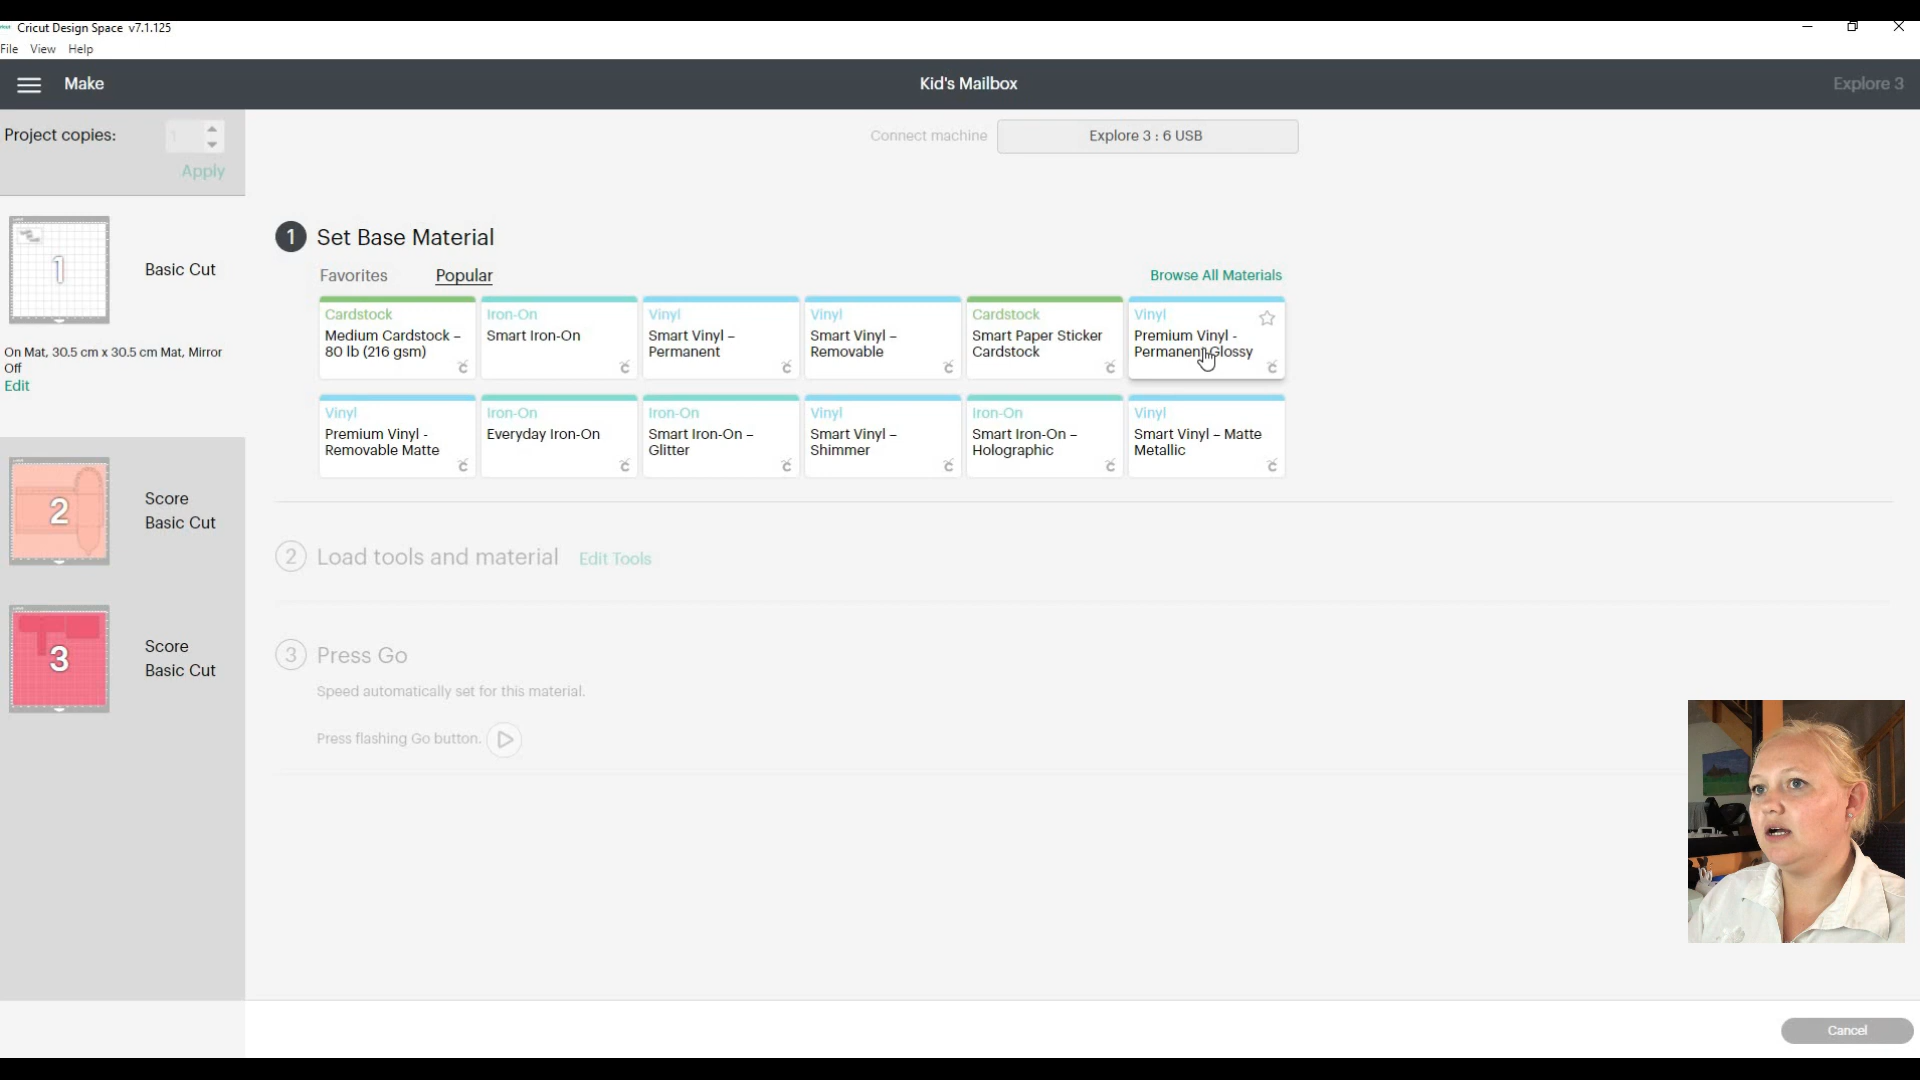 Cricut Design Space v7.1.125
File View Help
Make
Kid's Mailbox
Explore 3
Project copies:
1
Apply
Connect machine
Explore 3 : 6 USB
1
Basic Cut
On Mat, 30.5 cm x 30.5 cm Mat, Mirror
Off
Edit
2
Score
Basic Cut
3
Score
Basic Cut
1 Set Base Material
Favorites Popular
Browse All Materials
Cardstock
Medium Cardstock –
80 lb (216 gsm)
Iron-On
Smart Iron-On
Vinyl
Smart Vinyl –
Permanent
Vinyl
Smart Vinyl –
Removable
Cardstock
Smart Paper Sticker
Cardstock
Vinyl
Premium Vinyl -
Permanent Glossy
Vinyl
Premium Vinyl -
Removable Matte
Iron-On
Everyday Iron-On
Iron-On
Smart Iron-On –
Glitter
Vinyl
Smart Vinyl –
Shimmer
Iron-On
Smart Iron-On –
Holographic
Vinyl
Smart Vinyl – Matte
Metallic
2 Load tools and material Edit Tools
3 Press Go
Speed automatically set for this material.
Press flashing Go button.
Cancel